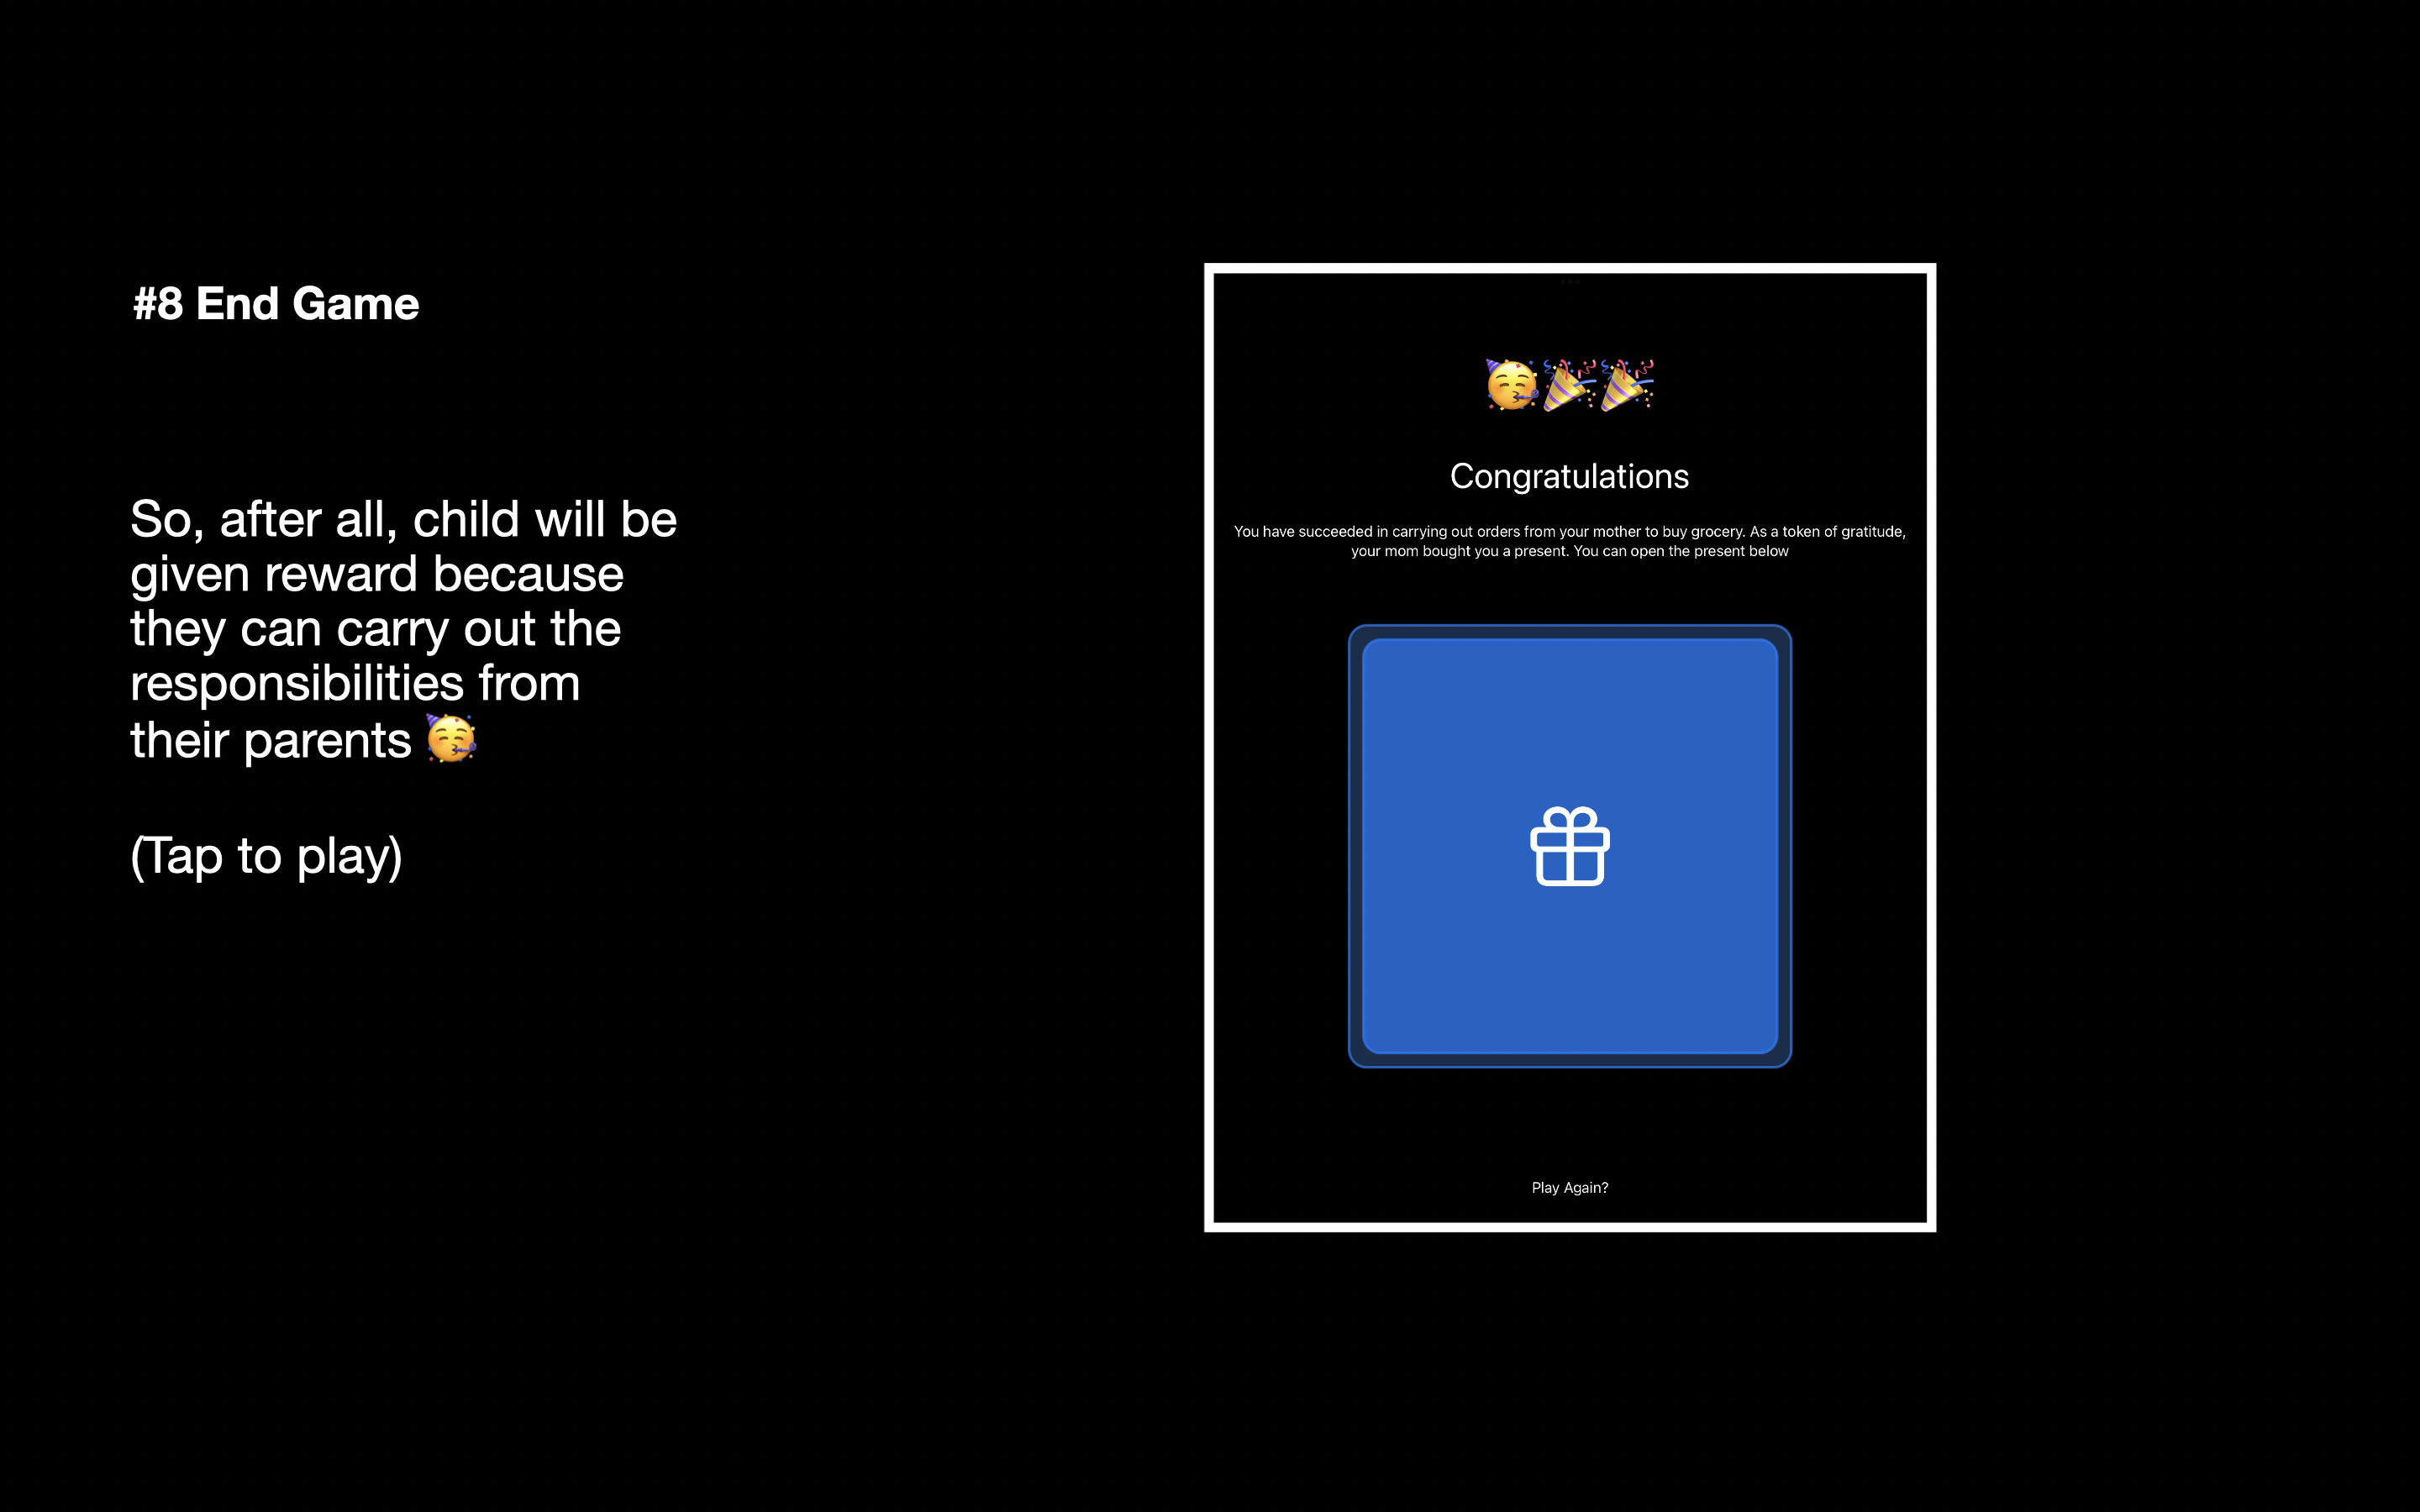 #8 End Game
So, after all, child will be
given reward because
they can carry out the
responsibilities from
their parents 🥳
(Tap to play)
🥳🎉🎉
Congratulations
You have succeeded in carrying out orders from your mother to buy grocery. As a token of gratitude,
your mom bought you a present. You can open the present below
Play Again?